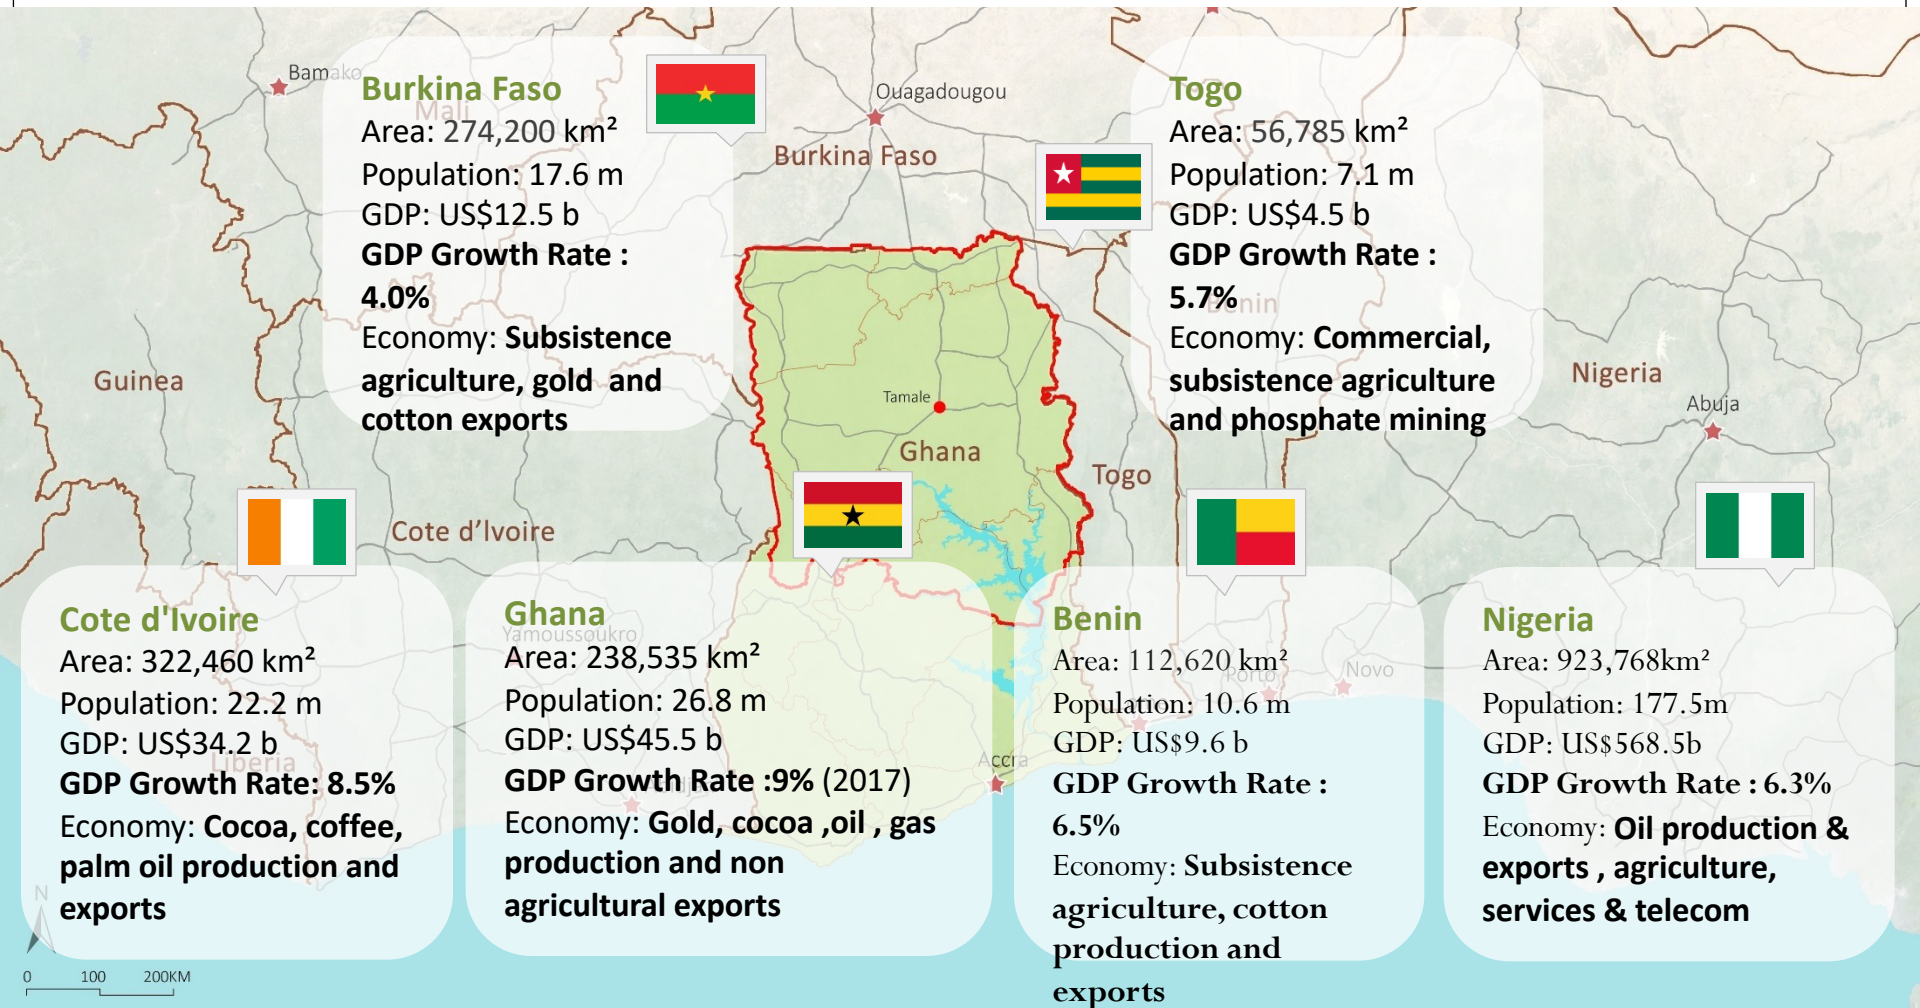 Bamako
Mali
Burkina Faso
Area: 274,200 km²
Population: 17.6 m
GDP: US$12.5 b
GDP Growth Rate :
4.0%
Economy: Subsistence
agriculture, gold and
cotton exports
Ouagadougou
Burkina Faso
Togo
Area: 56,785 km²
Population: 7.1 m
GDP: US$4.5 b
GDP Growth Rate :
5.7%
Benin
Economy: Commercial,
subsistence agriculture
and phosphate mining
Guinea
Tamale
Ghana
Togo
Nigeria
Abuja
Cote d'Ivoire
Cote d'Ivoire
Area: 322,460 km²
Population: 22.2 m
GDP: US$34.2 b
Liberia
GDP Growth Rate: 8.5%
Economy: Cocoa, coffee,
palm oil production and
exports
Ghana
Yamoussoukro
Area: 238,535 km²
Population: 26.8 m
GDP: US$45.5 b
GDP Growth Rate :9% (2017)
Economy: Gold, cocoa ,oil , gas
production and non
agricultural exports
Accra
Benin
Area: 112,620 km²
Porto
Novo
Population: 10.6 m
GDP: US$9.6 b
GDP Growth Rate :
6.5%
Economy: Subsistence
agriculture, cotton
production and
exports
Nigeria
Area: 923,768km²
Population: 177.5m
GDP: US$568.5b
GDP Growth Rate : 6.3%
Economy: Oil production &
exports , agriculture,
services & telecom
N
0 100 200KM